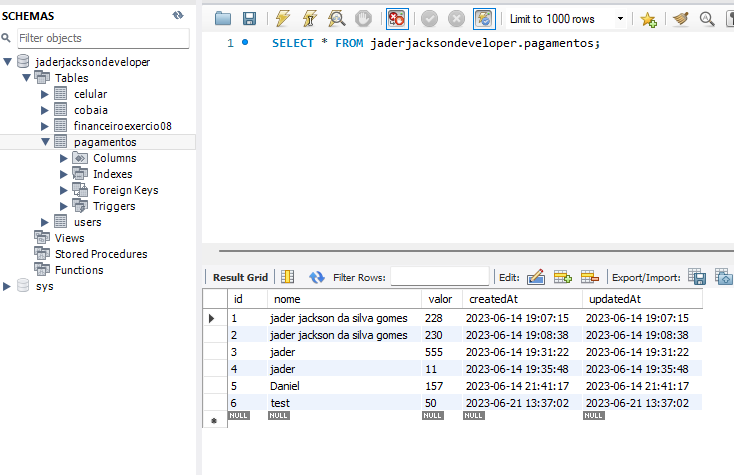 SCHEMAS
Filter objects
jaderjacksondeveloper
Tables
celular
cobaia
financeiroexercio08
pagamentos
Columns
Indexes
Foreign Keys
Triggers
users
Views
Stored Procedures
Functions
sys
Limit to 1000 rows
1 SELECT * FROM jaderjacksondeveloper.pagamentos;
Result Grid Filter Rows: Edit: Export/Import:
id nome valor createdAt updatedAt
1 jader jackson da silva gomes 228 2023-06-14 19:07:15 2023-06-14 19:07:15
2 jader jackson da silva gomes 230 2023-06-14 19:08:38 2023-06-14 19:08:38
3 jader 555 2023-06-14 19:31:22 2023-06-14 19:31:22
4 jader 11 2023-06-14 19:35:48 2023-06-14 19:35:48
5 Daniel 157 2023-06-14 21:41:17 2023-06-14 21:41:17
6 test 50 2023-06-21 13:37:02 2023-06-21 13:37:02
NULL NULL NULL NULL NULL